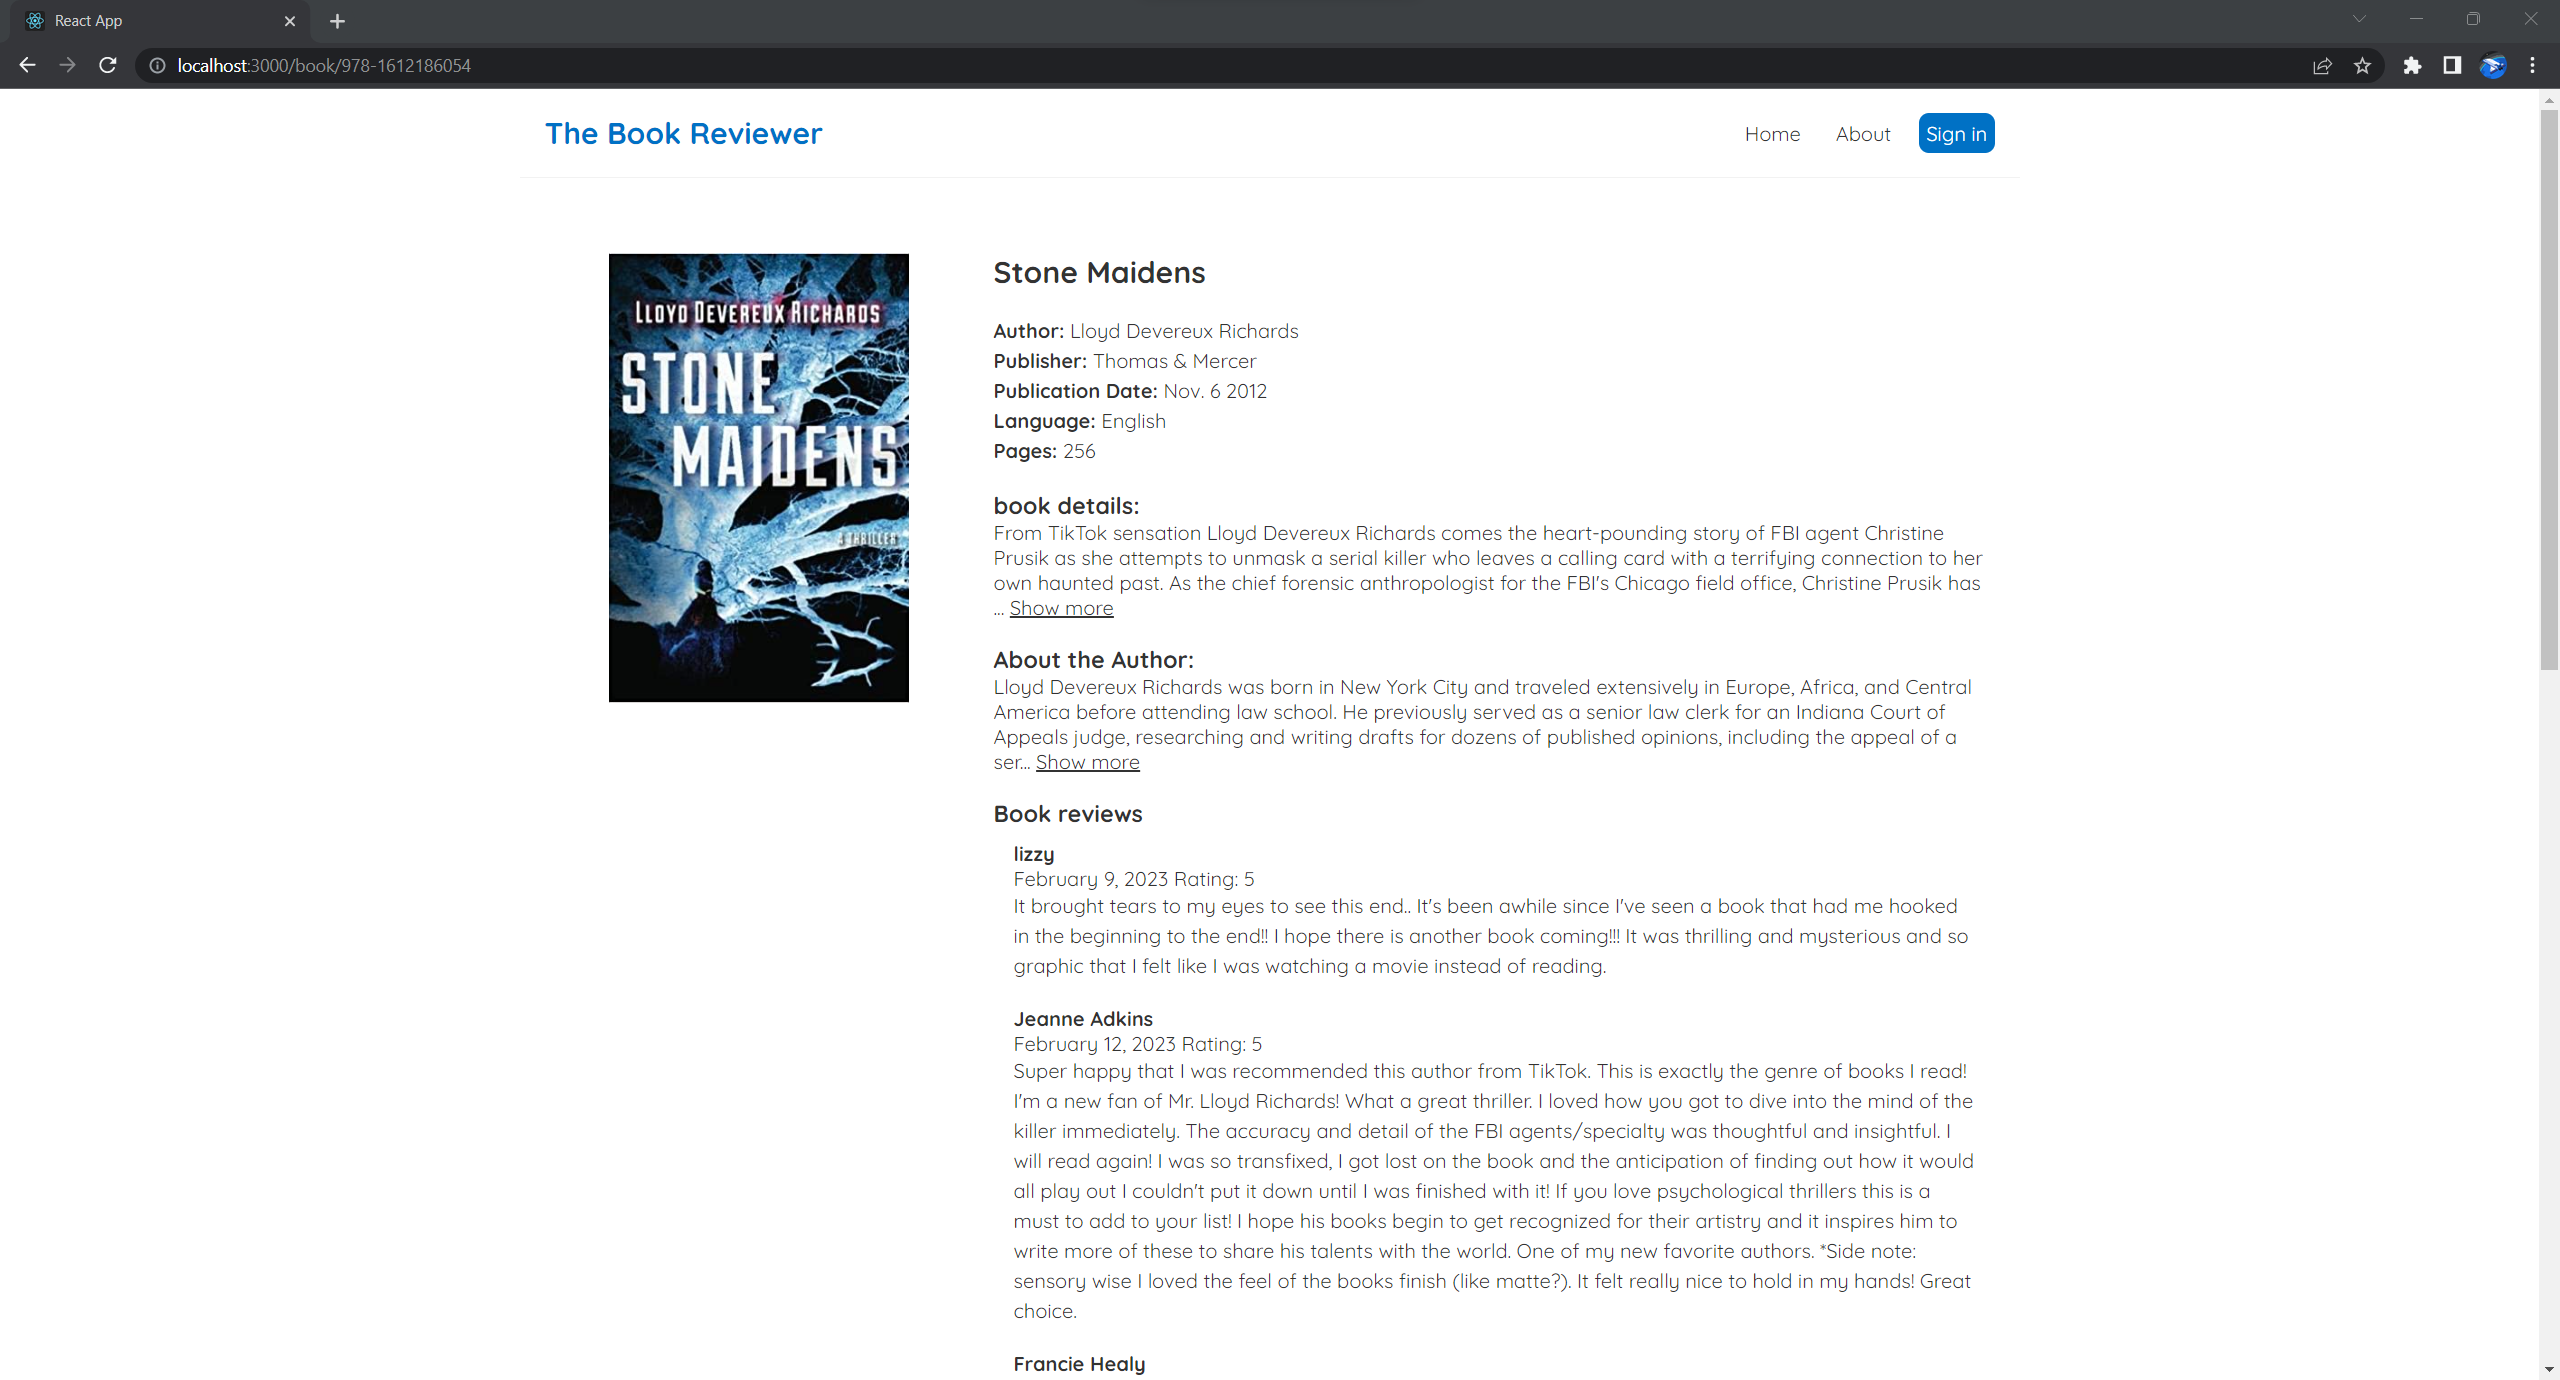 React App
localhost:3000/book/978-1612186054
The Book Reviewer
Home
About
Sign in
LLOYD DEVEREUX RICHARDS
STONE
MAIDENS
A THRILLER
Stone Maidens
Author: Lloyd Devereux Richards
Publisher: Thomas & Mercer
Publication Date: Nov. 6 2012
Language: English
Pages: 256
book details:
From TikTok sensation Lloyd Devereux Richards comes the heart-pounding story of FBI agent Christine
Prusik as she attempts to unmask a serial killer who leaves a calling card with a terrifying connection to her
own haunted past. As the chief forensic anthropologist for the FBI's Chicago field office, Christine Prusik has
... Show more
About the Author:
Lloyd Devereux Richards was born in New York City and traveled extensively in Europe, Africa, and Central
America before attending law school. He previously served as a senior law clerk for an Indiana Court of
Appeals judge, researching and writing drafts for dozens of published opinions, including the appeal of a
ser... Show more
Book reviews
lizzy
February 9, 2023 Rating: 5
It brought tears to my eyes to see this end.. It's been awhile since I've seen a book that had me hooked
in the beginning to the end!! I hope there is another book coming!!! It was thrilling and mysterious and so
graphic that I felt like I was watching a movie instead of reading.
Jeanne Adkins
February 12, 2023 Rating: 5
Super happy that I was recommended this author from TikTok. This is exactly the genre of books I read!
I'm a new fan of Mr. Lloyd Richards! What a great thriller. I loved how you got to dive into the mind of the
killer immediately. The accuracy and detail of the FBI agents/specialty was thoughtful and insightful. I
will read again! I was so transfixed, I got lost on the book and the anticipation of finding out how it would
all play out I couldn't put it down until I was finished with it! If you love psychological thrillers this is a
must to add to your list! I hope his books begin to get recognized for their artistry and it inspires him to
write more of these to share his talents with the world. One of my new favorite authors. *Side note:
sensory wise I loved the feel of the books finish (like matte?). It felt really nice to hold in my hands! Great
choice.
Francie Healy